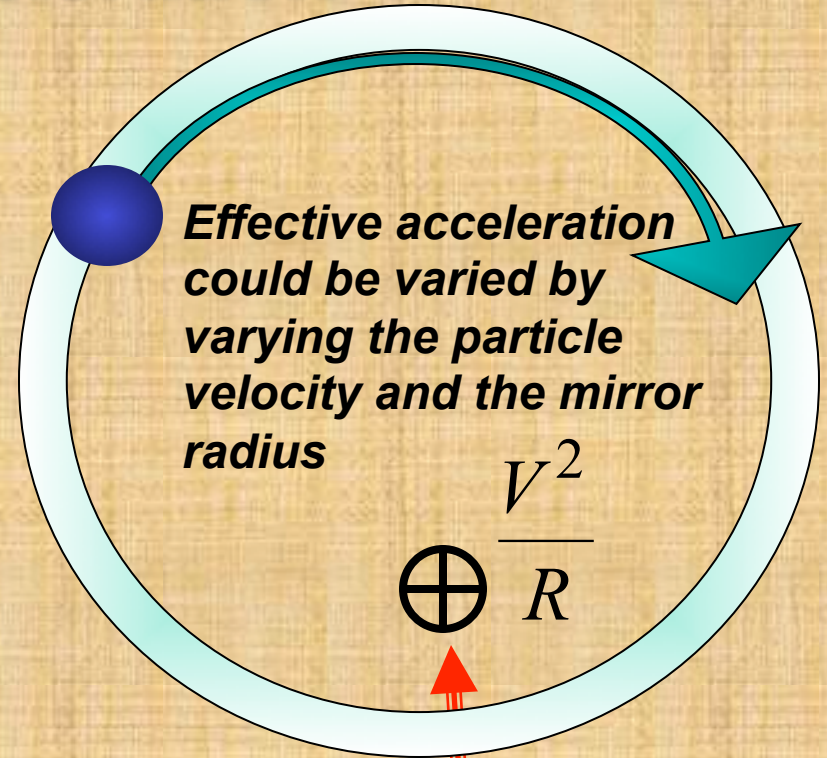 Effective acceleration
could be varied by
varying the particle
velocity and the mirror
radius
⊕ V²/R